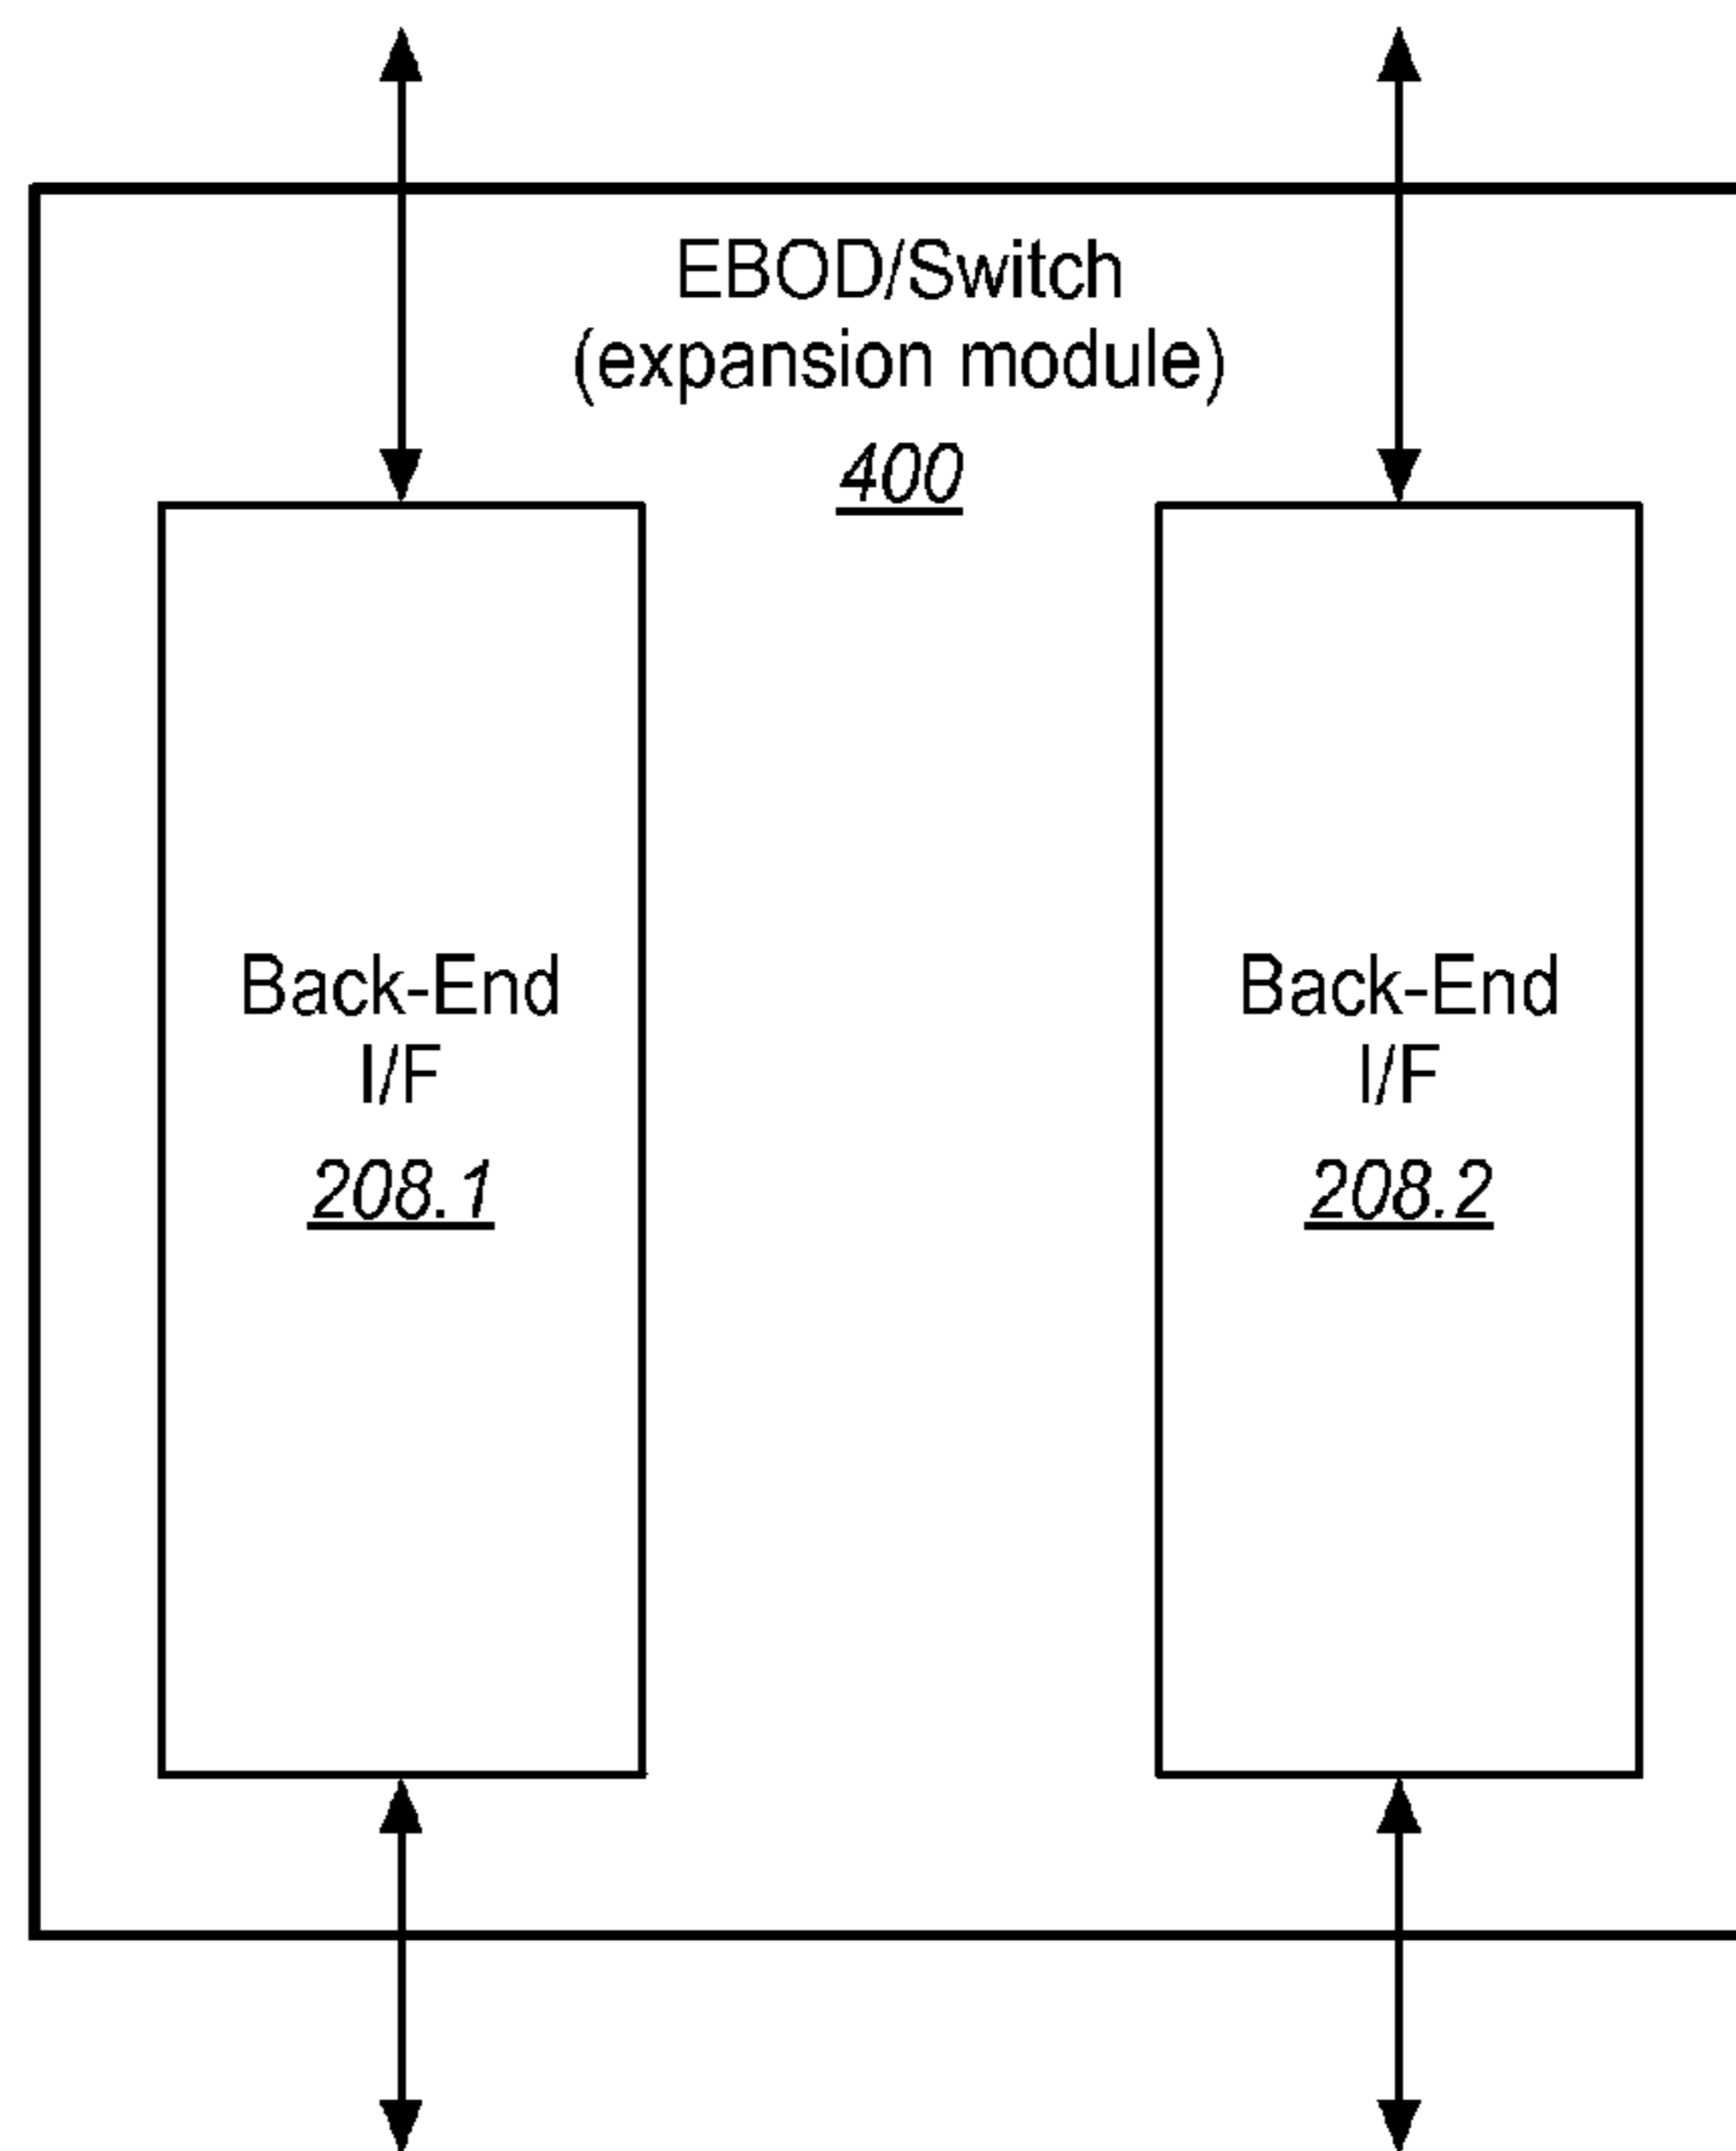 EBOD/Switch
(expansion module)
400
Back-End
I/F
208.1
Back-End
I/F
208.2